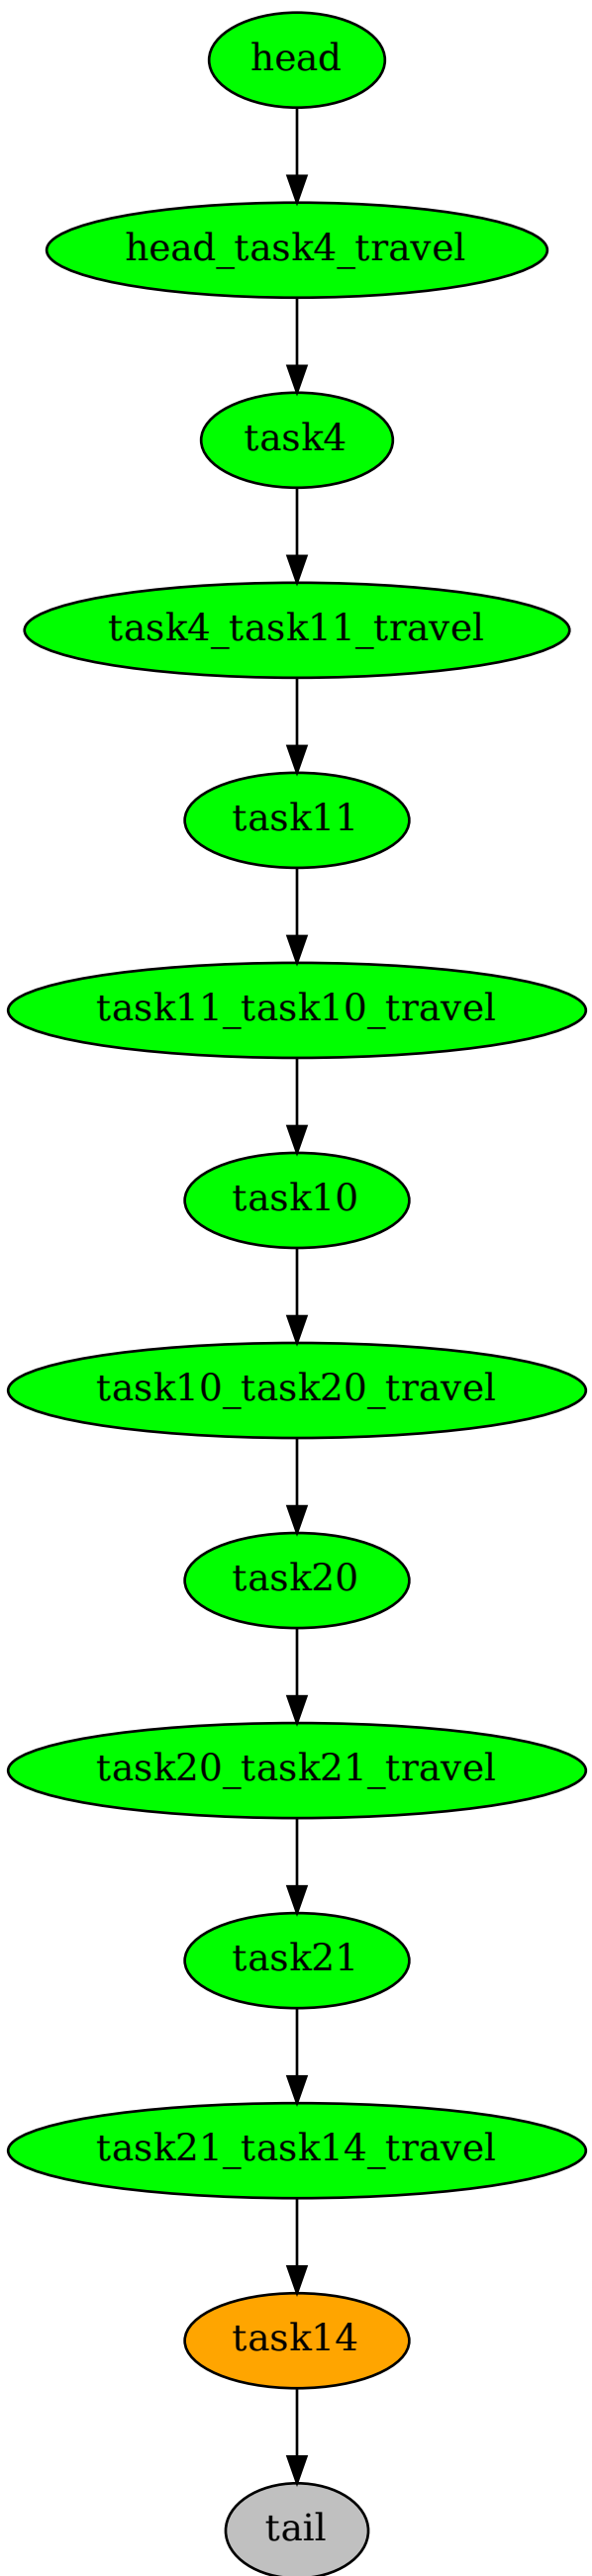 head
head_task4_travel
task4
task4_task11_travel
task11
task11_task10_travel
task10
task10_task20_travel
task20
task20_task21_travel
task21
task21_task14_travel
task14
tail